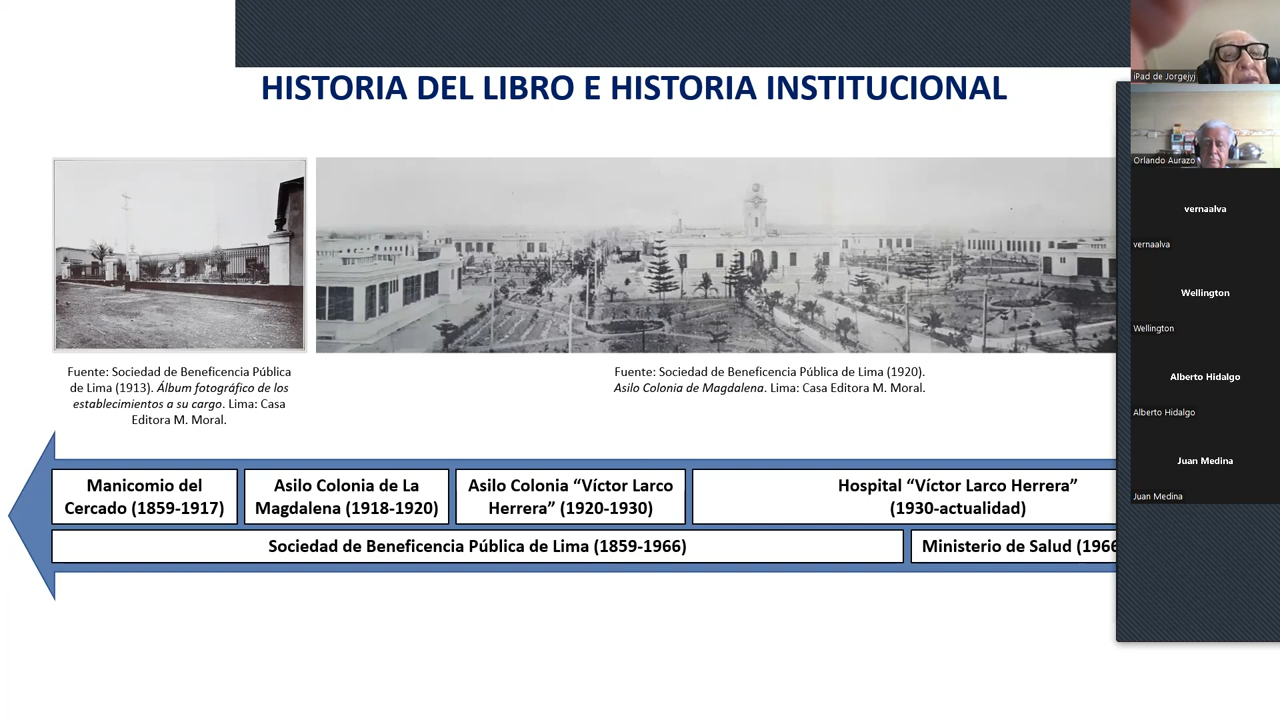 HISTORIA DEL LIBRO E HISTORIA INSTITUCIONAL
Fuente: Sociedad de Beneficencia Pública
de Lima (1913). Álbum fotográfico de los
establecimientos a su cargo. Lima: Casa
Editora M. Moral.
Fuente: Sociedad de Beneficencia Pública de Lima (1920).
Asilo Colonia de Magdalena. Lima: Casa Editora M. Moral.
Manicomio del
Cercado (1859-1917)
Asilo Colonia de La
Magdalena (1918-1920)
Asilo Colonia “Víctor Larco
Herrera” (1920-1930)
Hospital “Víctor Larco Herrera”
(1930-actualidad)
Sociedad de Beneficencia Pública de Lima (1859-1966)
Ministerio de Salud (1966
iPad de Jorgejyj
Orlando Aurazo
vernaalva
vernaalva
Wellington
Wellington
Alberto Hidalgo
Alberto Hidalgo
Juan Medina
Juan Medina